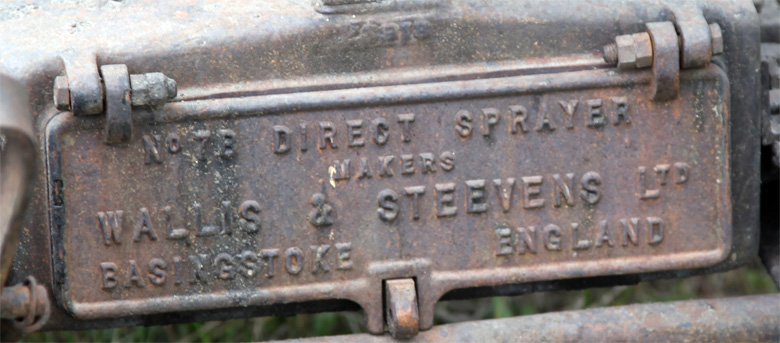 No 7B DIRECT SPRAYER
MAKERS
WALLIS & STEEVENS LTD
BASINGSTOKE ENGLAND